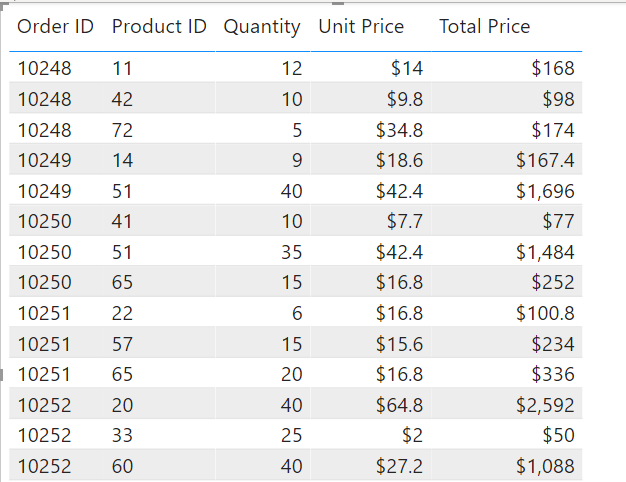 Order ID Product ID Quantity Unit Price Total Price
10248 11 12 $14 $168
10248 42 10 $9.8 $98
10248 72 5 $34.8 $174
10249 14 9 $18.6 $167.4
10249 51 40 $42.4 $1,696
10250 41 10 $7.7 $77
10250 51 35 $42.4 $1,484
10250 65 15 $16.8 $252
10251 22 6 $16.8 $100.8
10251 57 15 $15.6 $234
10251 65 20 $16.8 $336
10252 20 40 $64.8 $2,592
10252 33 25 $2 $50
10252 60 40 $27.2 $1,088